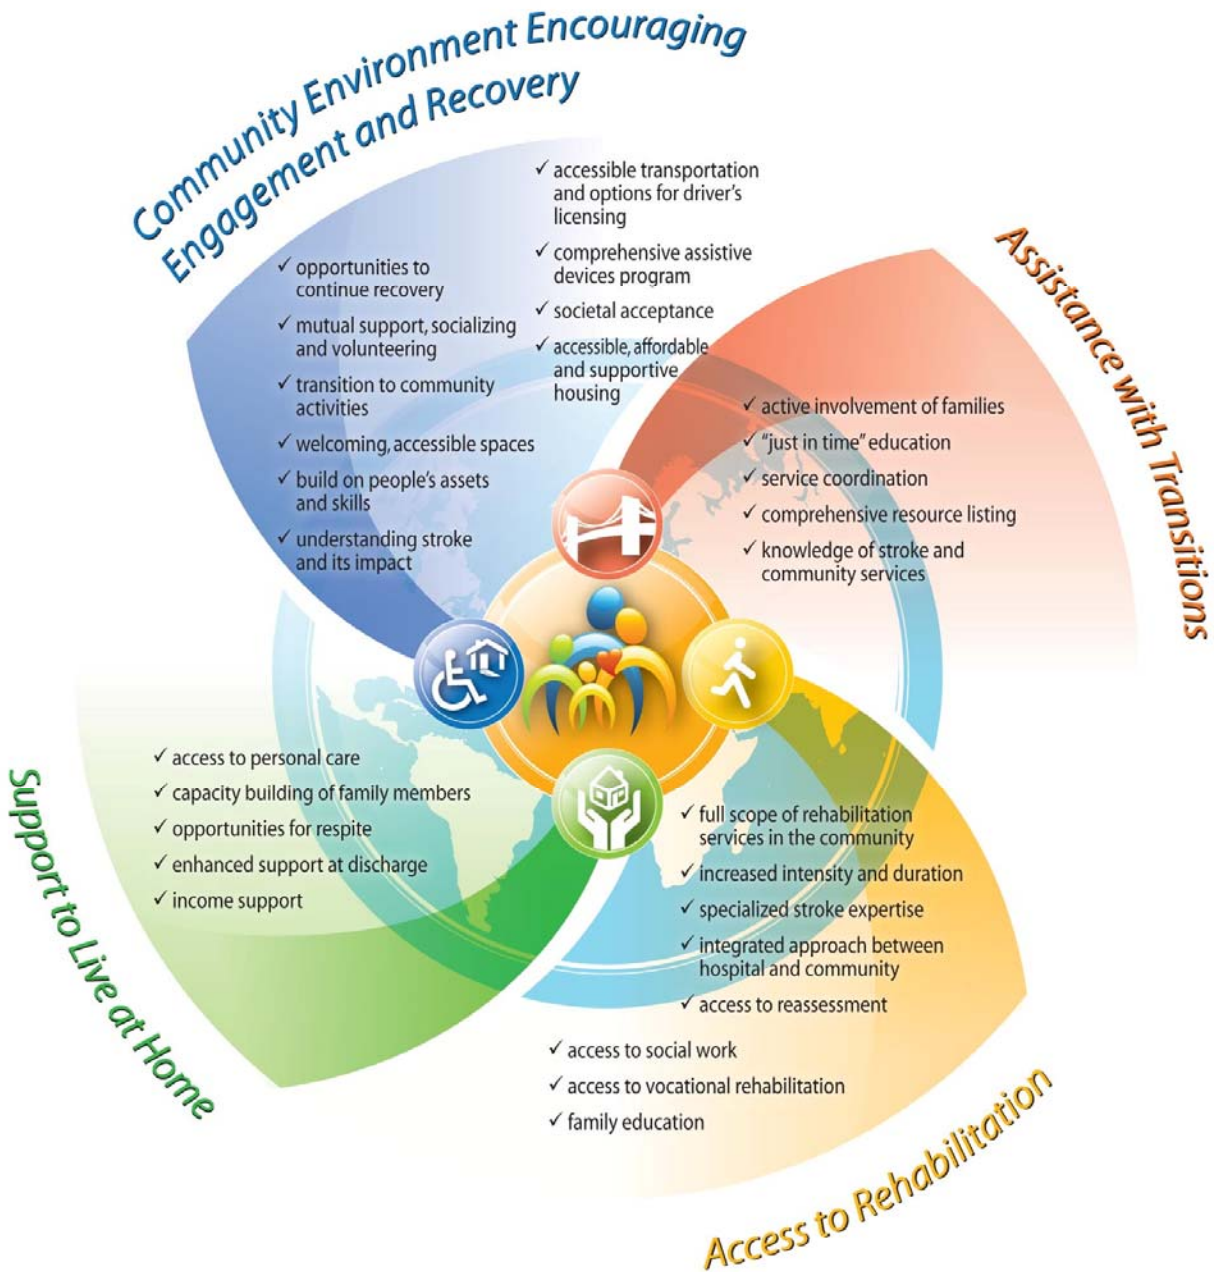 Community Environment Encouraging
Engagement and Recovery
✓ opportunities to
continue recovery
✓ mutual support, socializing
and volunteering
✓ transition to community
activities
✓ welcoming, accessible spaces
✓ build on people's assets
and skills
✓ understanding stroke
and its impact
✓ accessible transportation
and options for driver's
licensing
✓ comprehensive assistive
devices program
✓ societal acceptance
✓ accessible, affordable
and supportive
housing
Assistance with Transitions
✓ active involvement of families
✓ "just in time" education
✓ service coordination
✓ comprehensive resource listing
✓ knowledge of stroke and
community services
Support to Live at Home
✓ access to personal care
✓ capacity building of family members
✓ opportunities for respite
✓ enhanced support at discharge
✓ income support
✓ full scope of rehabilitation
services in the community
✓ increased intensity and duration
✓ specialized stroke expertise
✓ integrated approach between
hospital and community
✓ access to reassessment
✓ access to social work
✓ access to vocational rehabilitation
✓ family education
Access to Rehabilitation